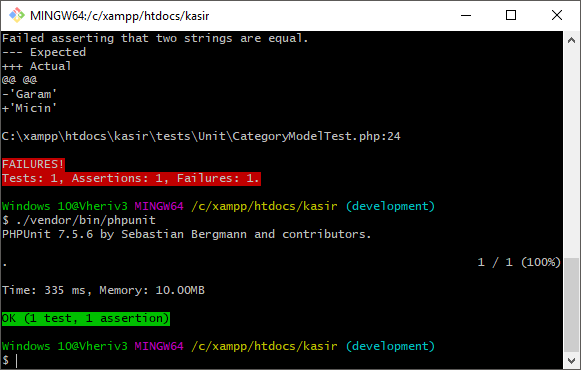 MINGW64:/c/xampp/htdocs/kasir
Failed asserting that two strings are equal.
--- Expected
+++ Actual
@@ @@
-'Garam'
+'Micin'
C:\xampp\htdocs\kasir\tests\Unit\CategoryModelTest.php:24
FAILURES!
Tests: 1, Assertions: 1, Failures: 1.
Windows 10@Vheriv3 MINGW64 /c/xampp/htdocs/kasir (development)
$ ./vendor/bin/phpunit
PHPUnit 7.5.6 by Sebastian Bergmann and contributors.
. 1 / 1 (100%)
Time: 335 ms, Memory: 10.00MB
OK (1 test, 1 assertion)
Windows 10@Vheriv3 MINGW64 /c/xampp/htdocs/kasir (development)
$